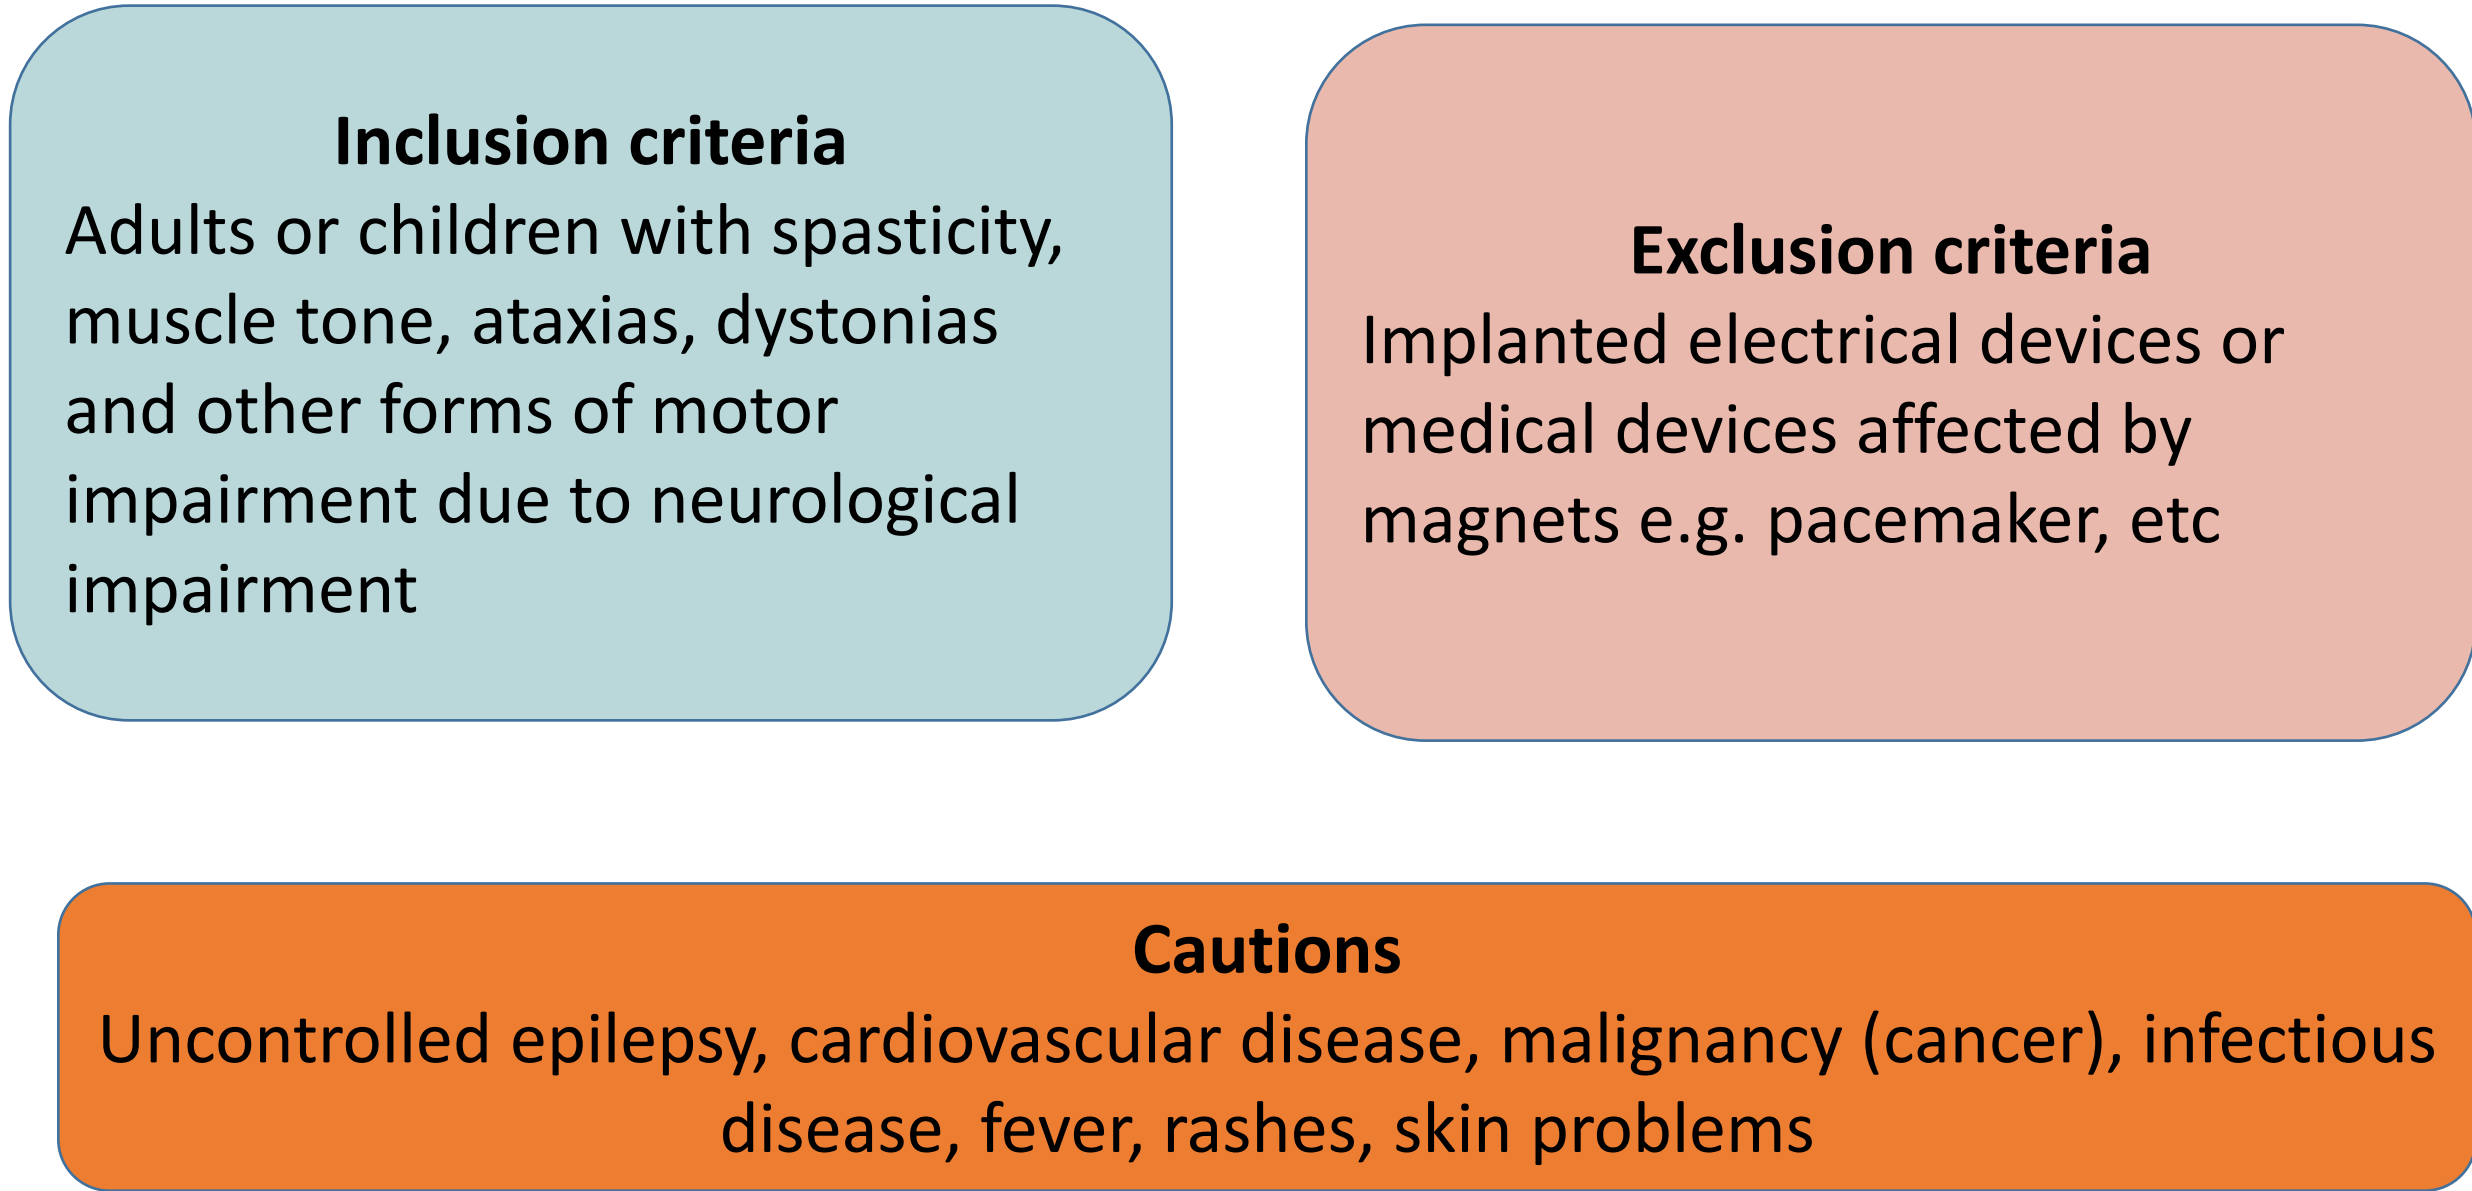 Inclusion criteria
Adults or children with spasticity,
muscle tone, ataxias, dystonias
and other forms of motor
impairment due to neurological
impairment
Exclusion criteria
Implanted electrical devices or
medical devices affected by
magnets e.g. pacemaker, etc
Cautions
Uncontrolled epilepsy, cardiovascular disease, malignancy (cancer), infectious
disease, fever, rashes, skin problems